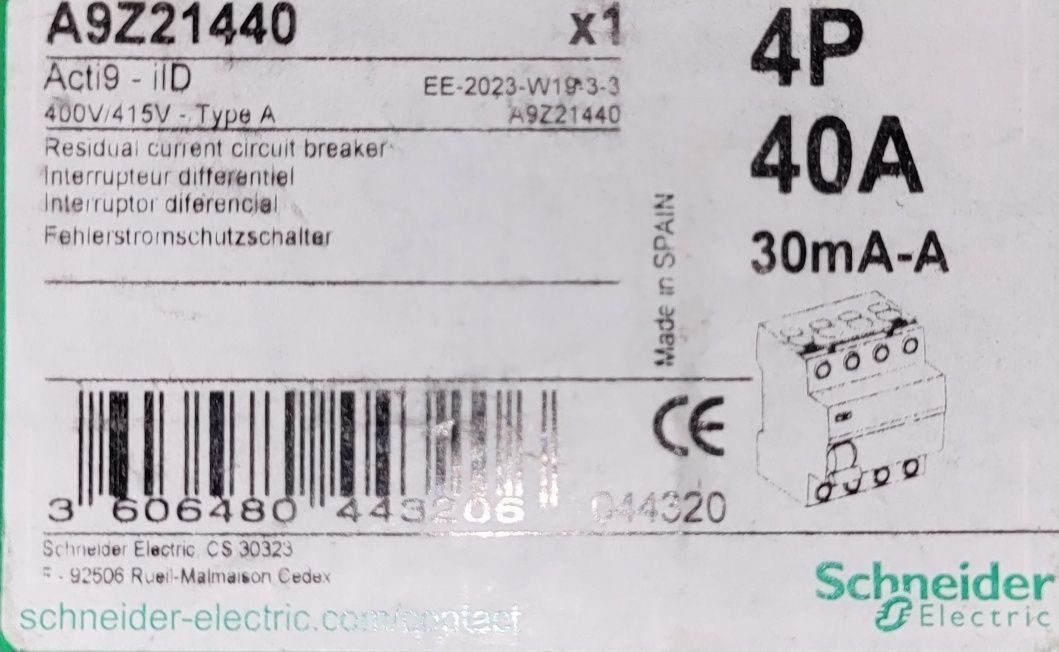 A9Z21440 x1
Acti9 - iID EE-2023-W19-3-3
400V/415V - Type A A9Z21440
Residual current circuit breaker
Interrupteur differentiel
Interruptor diferencial
Fehlerstromschutzschalter
4P
40A
30mA-A
Made in SPAIN
CE
3 606480 443206 044320
Schneider Electric, CS 30323
F - 92506 Rueil-Malmaison Cedex
schneider-electric.com/contact
Schneider
Electric